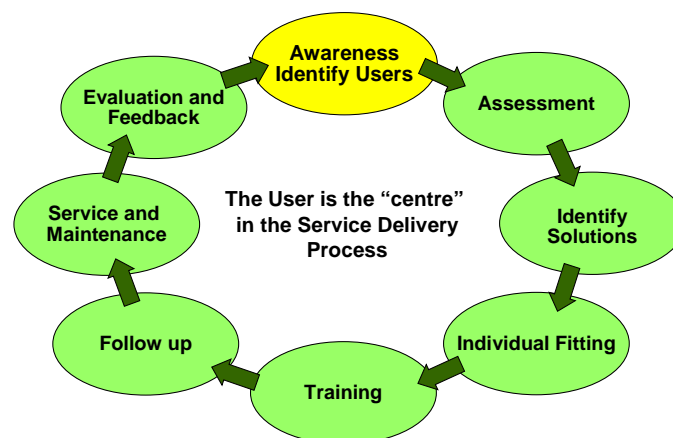 Awareness
Identify Users
Assessment
Identify
Solutions
Individual Fitting
Training
Follow up
Service and
Maintenance
Evaluation and
Feedback
The User is the “centre”
in the Service Delivery
Process